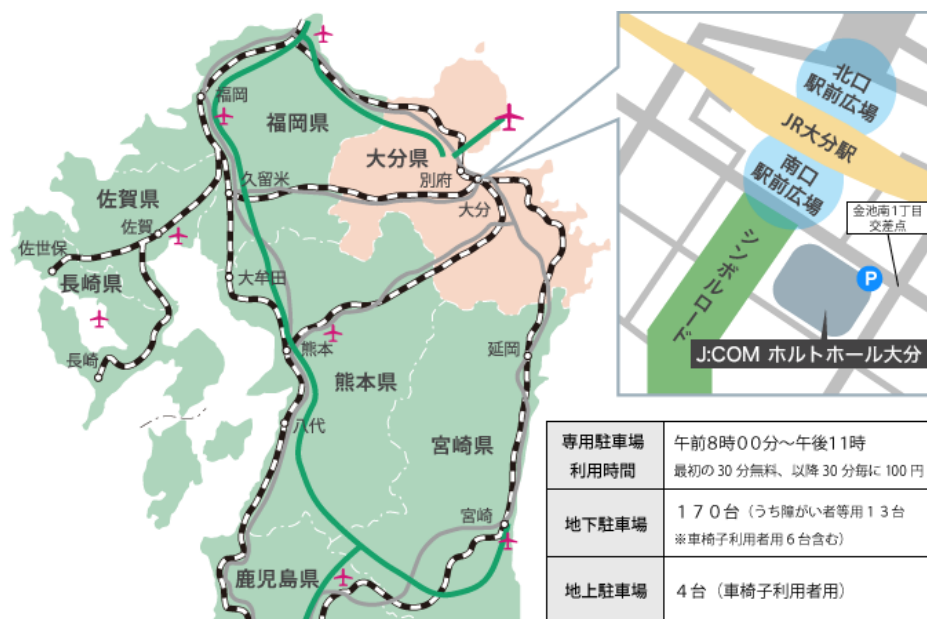 福岡
福岡県
大分県
別府
大分
久留米
佐賀県
佐賀
佐世保
長崎県
大牟田
長崎
熊本
熊本県
延岡
八代
宮崎県
宮崎
鹿児島県
北口
駅前広場
JR大分駅
南口
駅前広場
金池南1丁目
交差点
シンボルロード
P
J:COM ホルトホール大分
専用駐車場
利用時間
午前8時00分～午後11時
最初の30分無料、以降30分毎に100円
地下駐車場
170台（うち障がい者等用13台
※車椅子利用者用6台含む）
地上駐車場
4台（車椅子利用者用）